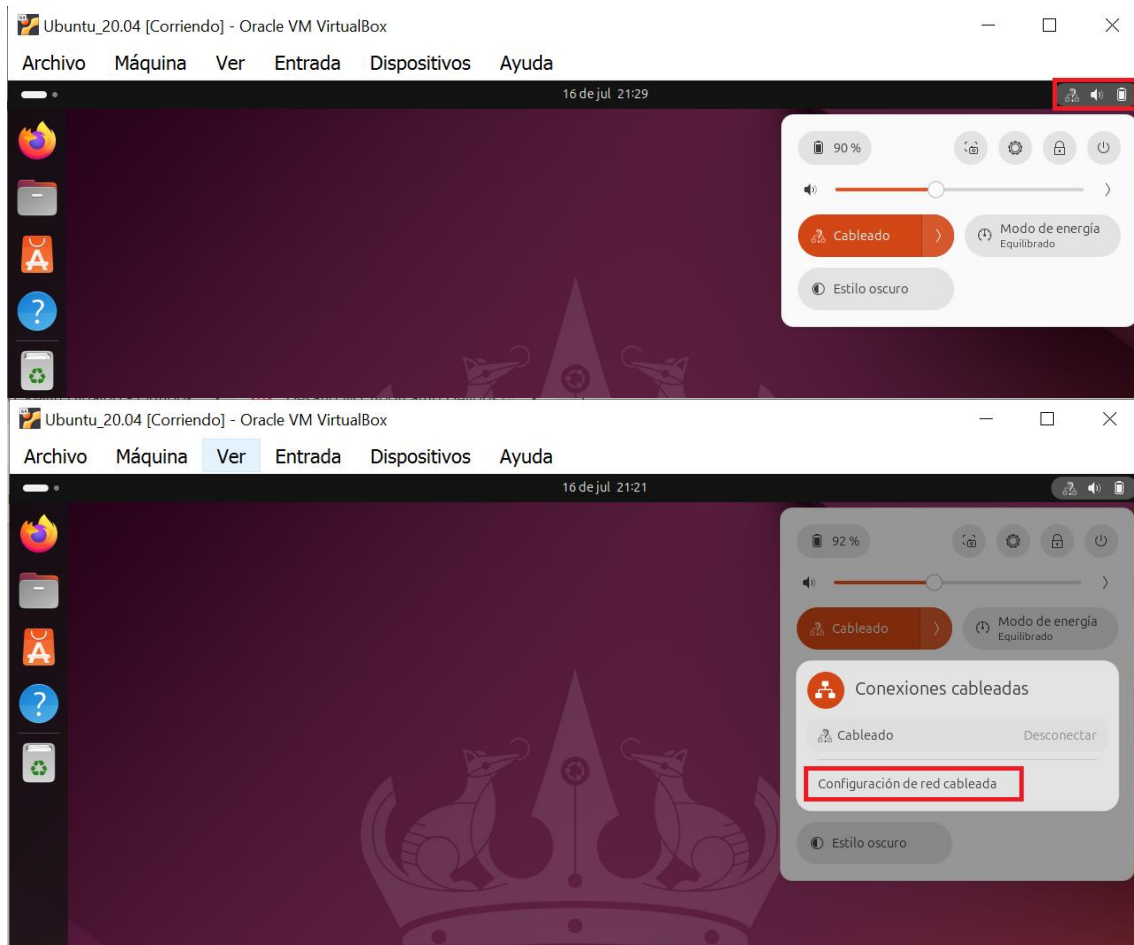 Ubuntu_20.04 [Corriendo] - Oracle VM VirtualBox
Archivo Máquina Ver Entrada Dispositivos Ayuda
16 de jul 21:29
90 %
Cableado
Modo de energía
Equilibrado
Estilo oscuro
Ubuntu_20.04 [Corriendo] - Oracle VM VirtualBox
Archivo Máquina Ver Entrada Dispositivos Ayuda
16 de jul 21:21
92 %
Cableado
Modo de energía
Equilibrado
Conexiones cableadas
Cableado Desconectar
Configuración de red cableada
Estilo oscuro